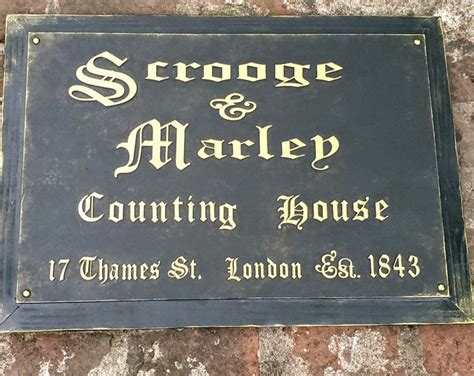 Scrooge
&
Marley
Counting House
17 Thames St. London Est. 1843